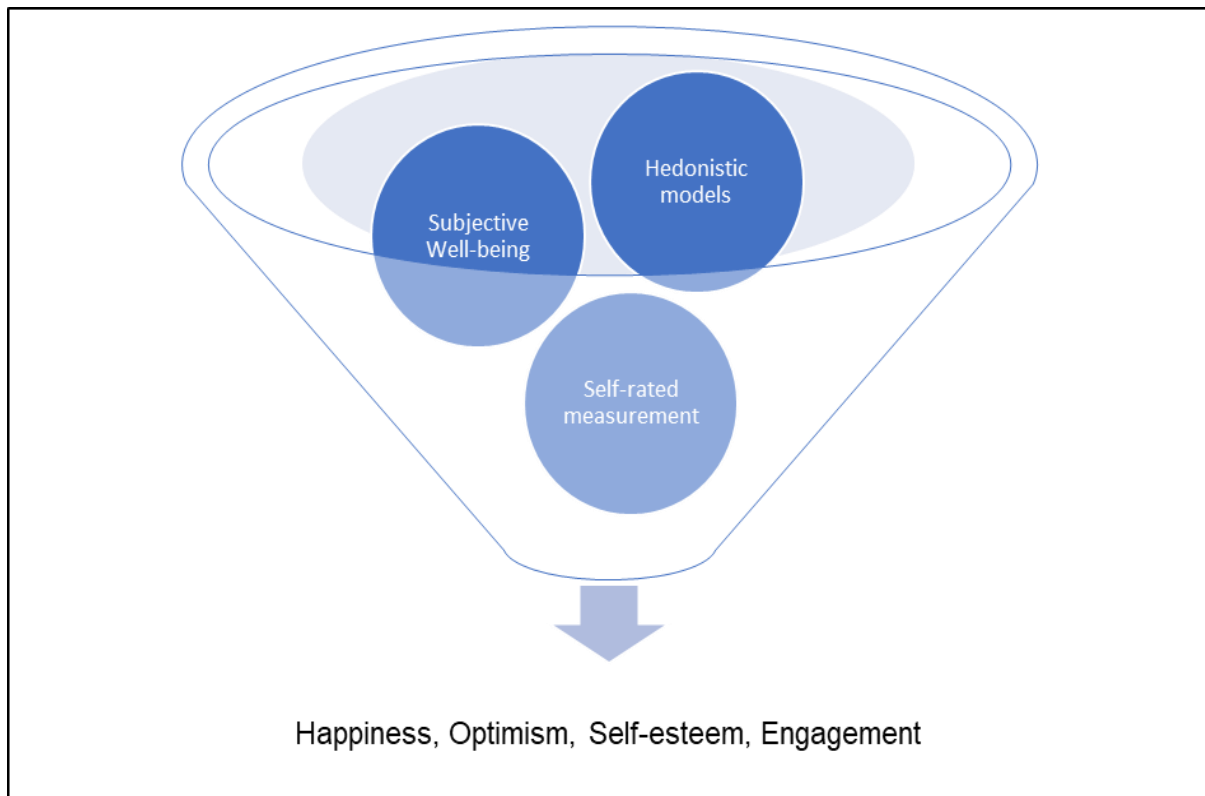 Hedonistic
models
Subjective
Well-being
Self-rated
measurement
Happiness, Optimism, Self-esteem, Engagement